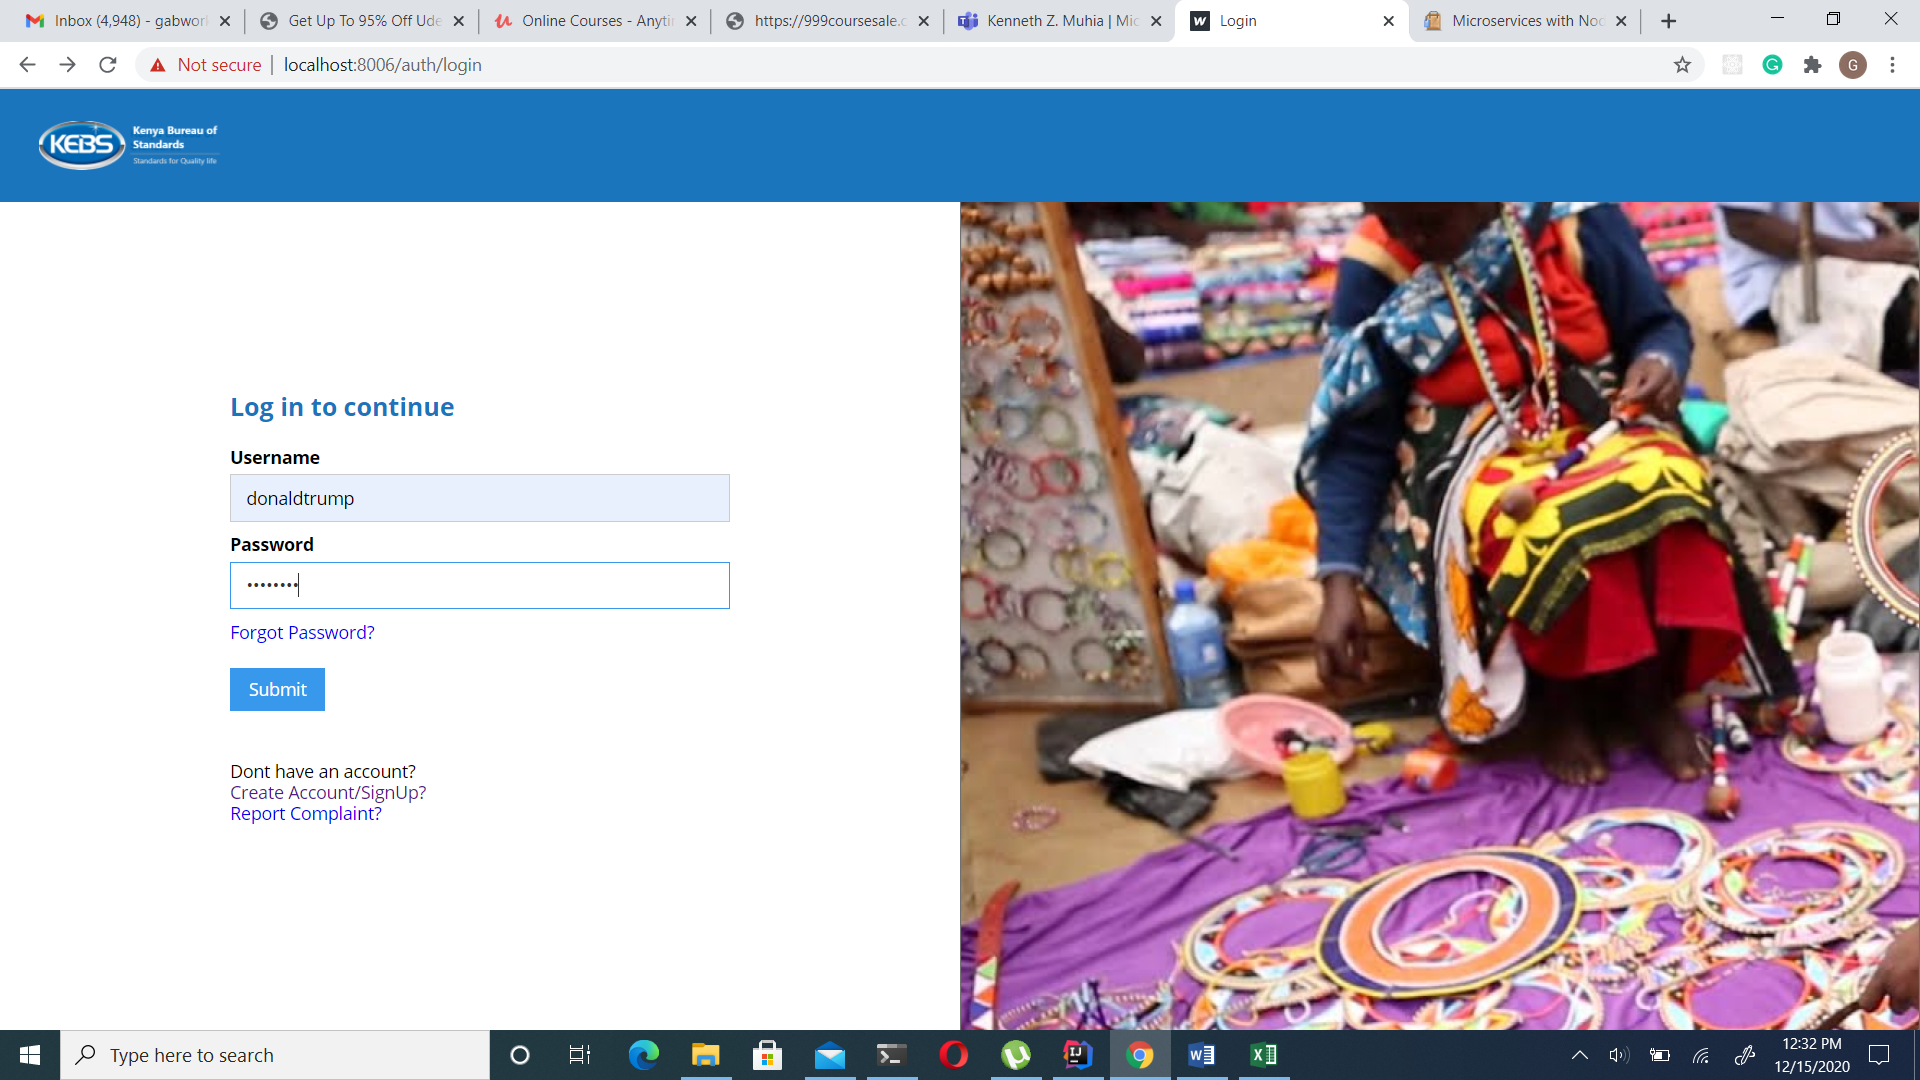 Inbox (4,948) - gabwor
Get Up To 95% Off Ude
Online Courses - Anyti
https://999coursesale.c
Kenneth Z. Muhia | Mic
Login
Microservices with Noc
Not secure
localhost:8006/auth/login
G
KEBS
Kenya Bureau of
Standards
Standards for Quality life
Log in to continue
Username
donaldtrump
Password
••••••••
Forgot Password?
Submit
Dont have an account?
Create Account/SignUp?
Report Complaint?
Type here to search
12:32 PM
12/15/2020